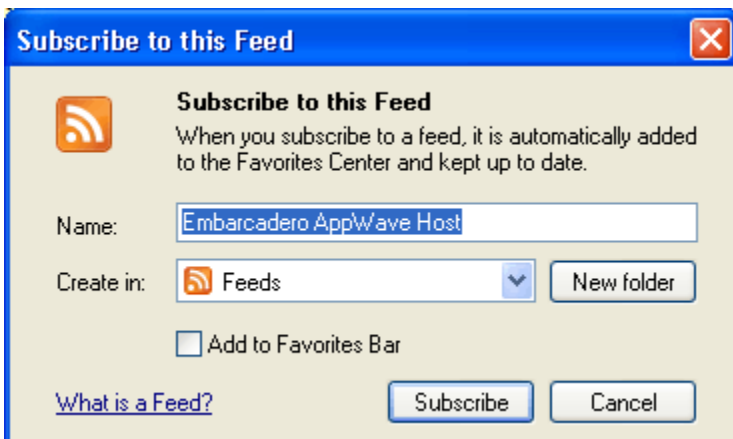 Subscribe to this Feed
Subscribe to this Feed
When you subscribe to a feed, it is automatically added
to the Favorites Center and kept up to date.
Name: Embarcadero AppWave Host
Create in: Feeds New folder
Add to Favorites Bar
What is a Feed? Subscribe Cancel